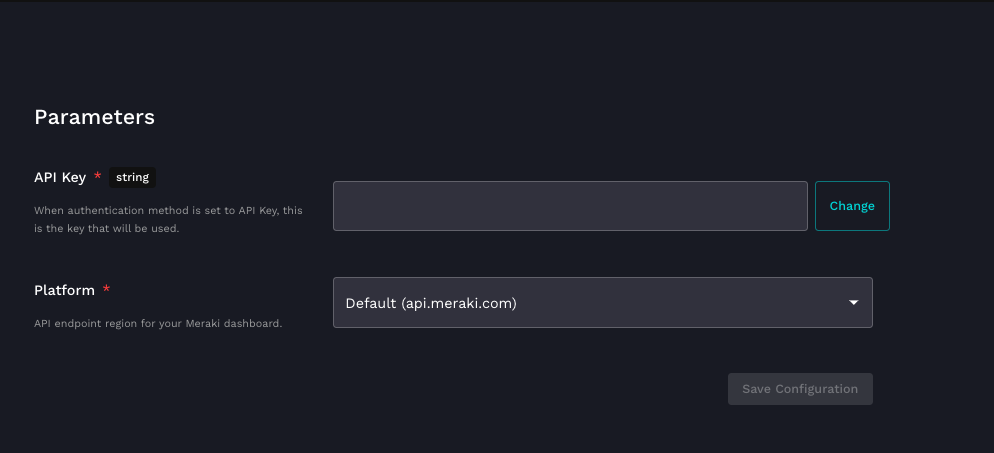 Parameters
API Key * string
When authentication method is set to API Key, this
is the key that will be used.
Change
Platform *
Default (api.meraki.com)
API endpoint region for your Meraki dashboard.
Save Configuration